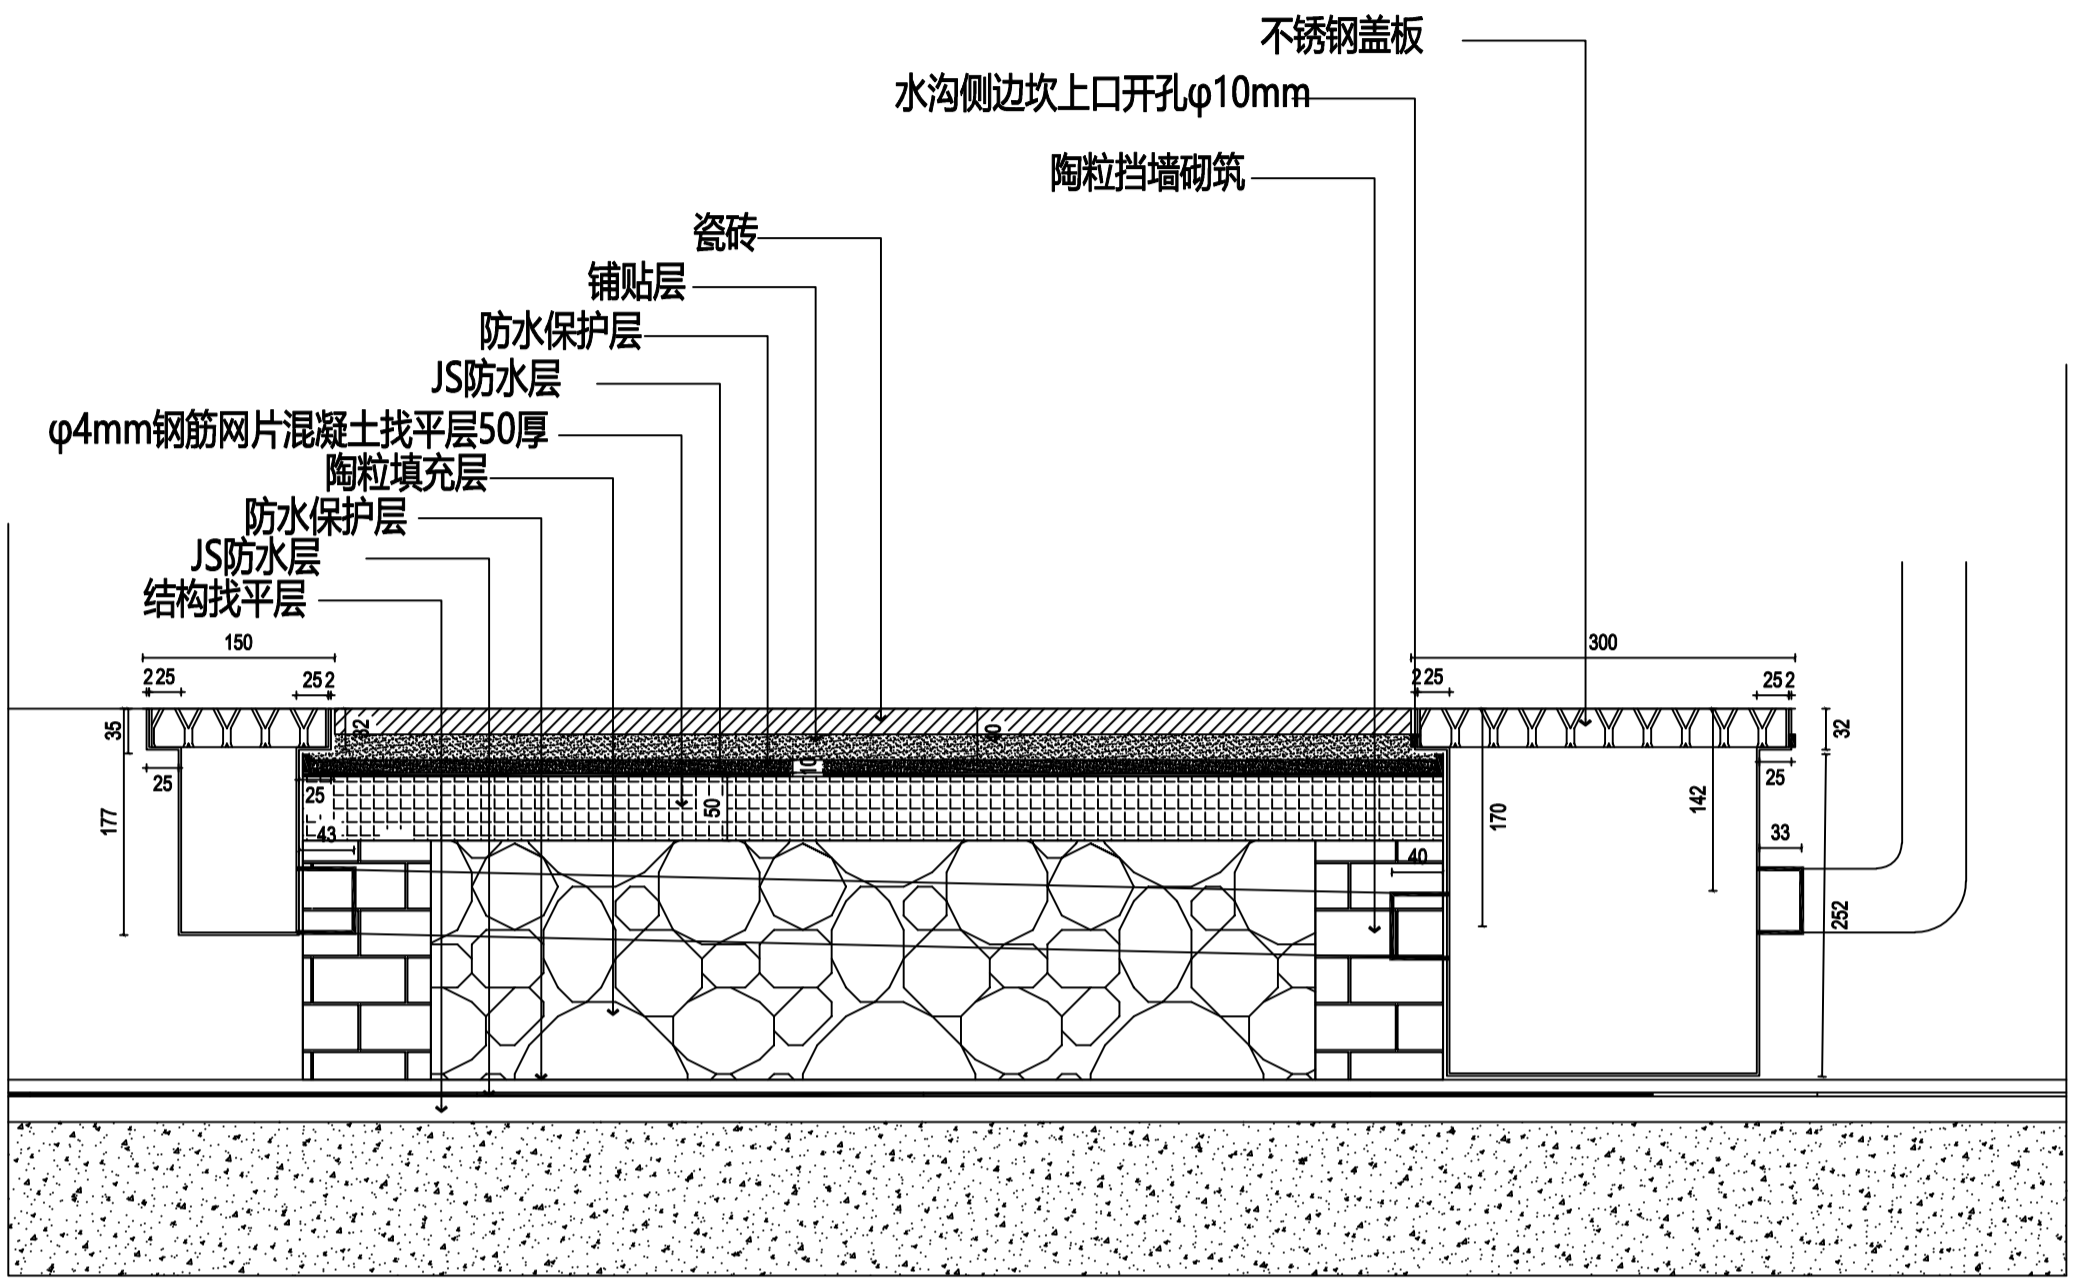 不锈钢盖板
水沟侧边坎上口开孔φ10mm
陶粒挡墙砌筑
瓷砖
铺贴层
防水保护层
JS防水层
φ4mm钢筋网片混凝土找平层50厚
陶粒填充层
防水保护层
JS防水层
结构找平层
150
300
2 25
25 2
2 25
25 2
35
32
40
32
10
25
25
25
177
50
170
142
43
40
33
252